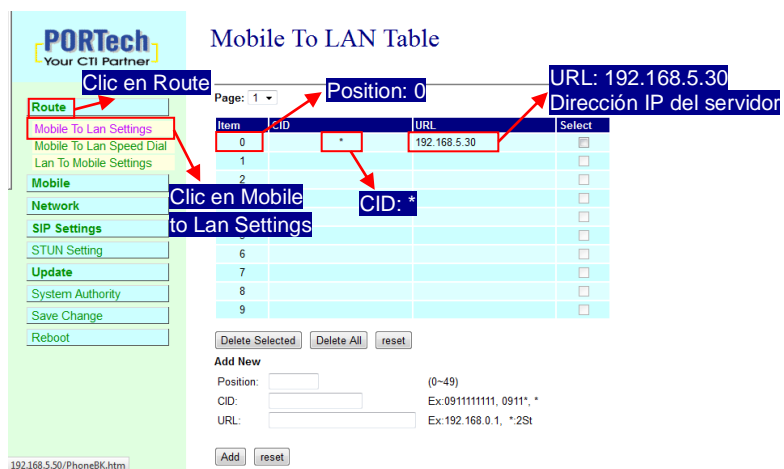 PORTech
Your CTI Partner
Mobile To LAN Table
Clic en Route
Page: 1
Position: 0
URL: 192.168.5.30
Dirección IP del servidor
Route
Mobile To Lan Settings
Mobile To Lan Speed Dial
Lan To Mobile Settings
Mobile
Network
SIP Settings
STUN Setting
Update
System Authority
Save Change
Reboot
Clic en Mobile
to Lan Settings
CID: *
Item CID URL Select
0 * 192.168.5.30
1
2
6
7
8
9
Delete Selected Delete All reset
Add New
Position: (0~49)
CID: Ex:0911111111, 0911*, *
URL: Ex:192.168.0.1, *:2St
Add reset
192.168.5.50/PhoneBK.htm